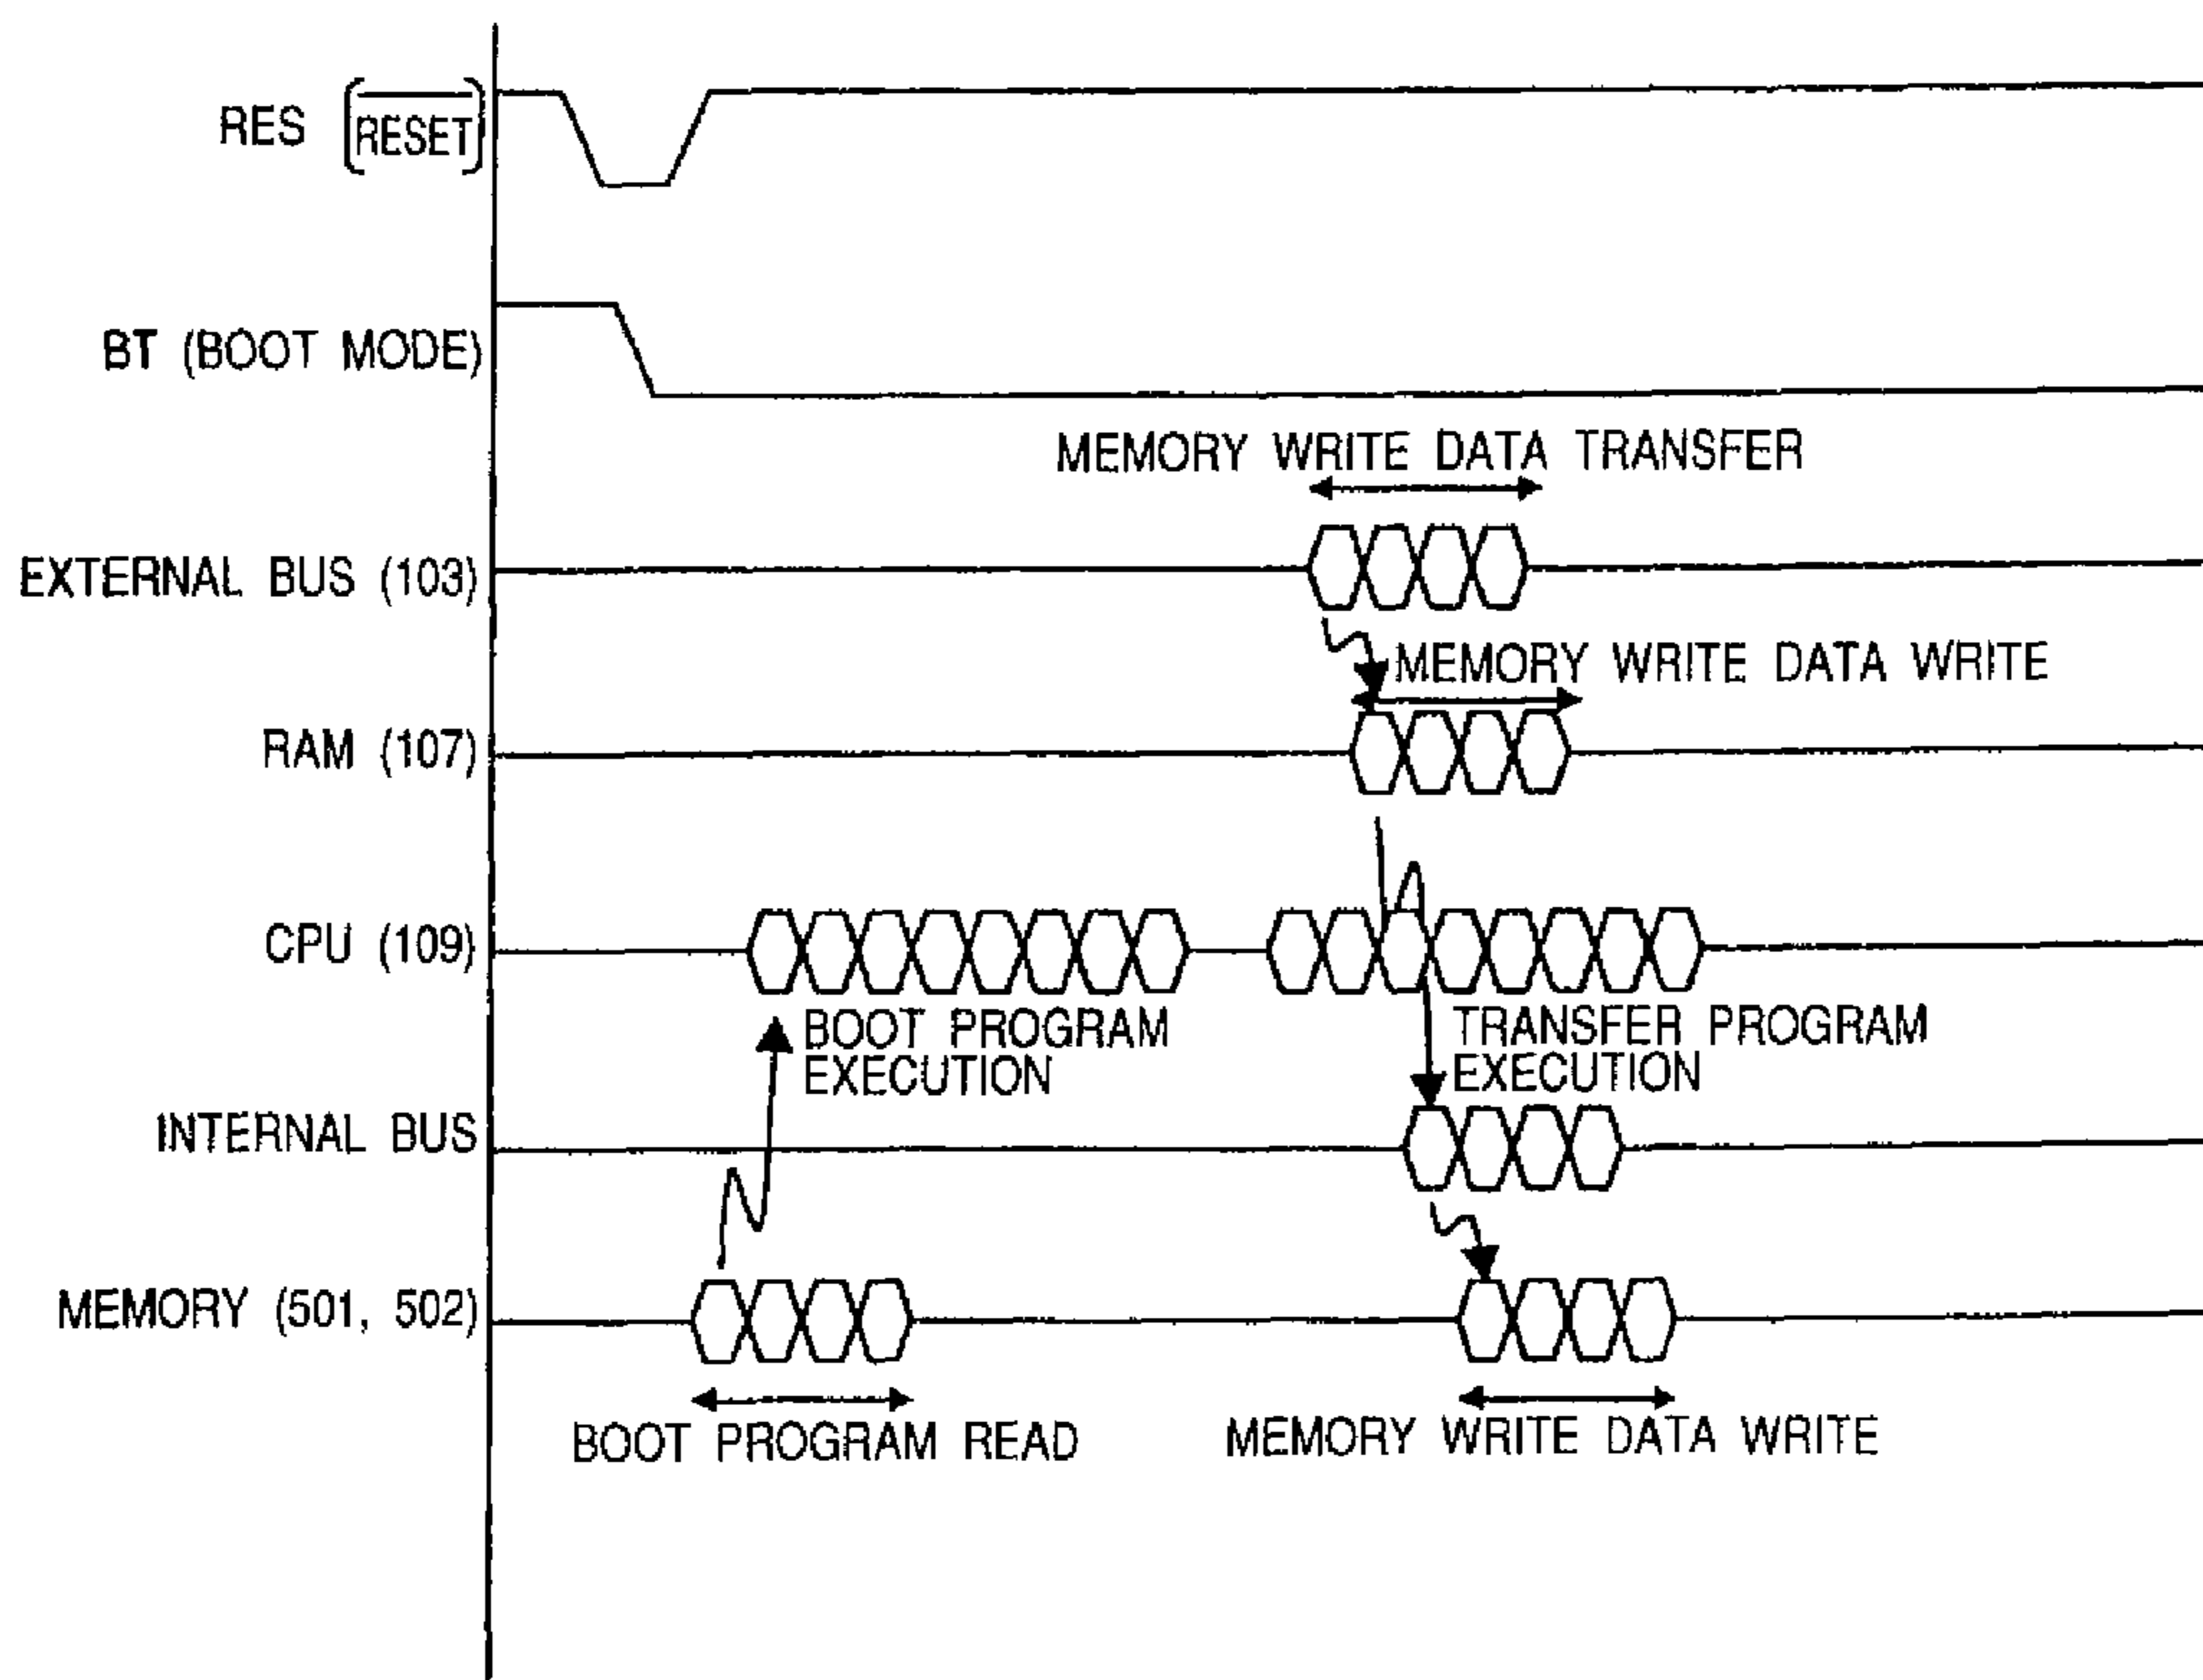 RES (RESET)
BT (BOOT MODE)
MEMORY WRITE DATA TRANSFER
EXTERNAL BUS (103)
MEMORY WRITE DATA WRITE
RAM (107)
CPU (109)
BOOT PROGRAM
EXECUTION
TRANSFER PROGRAM
EXECUTION
INTERNAL BUS
MEMORY (501, 502)
BOOT PROGRAM READ
MEMORY WRITE DATA WRITE